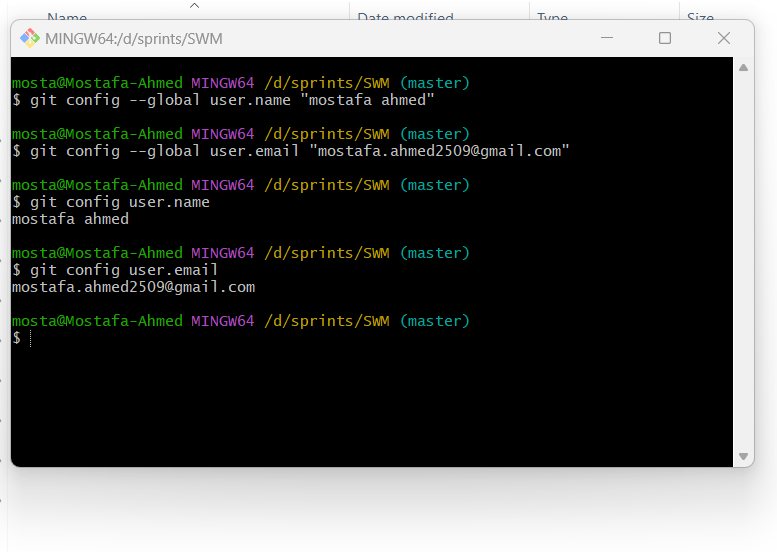 Name
Date modified
Type
Size
MINGW64:/d/sprints/SWM
mosta@Mostafa-Ahmed MINGW64 /d/sprints/SWM (master)
$ git config --global user.name "mostafa ahmed"
mosta@Mostafa-Ahmed MINGW64 /d/sprints/SWM (master)
$ git config --global user.email "mostafa.ahmed2509@gmail.com"
mosta@Mostafa-Ahmed MINGW64 /d/sprints/SWM (master)
$ git config user.name
mostafa ahmed
mosta@Mostafa-Ahmed MINGW64 /d/sprints/SWM (master)
$ git config user.email
mostafa.ahmed2509@gmail.com
mosta@Mostafa-Ahmed MINGW64 /d/sprints/SWM (master)
$